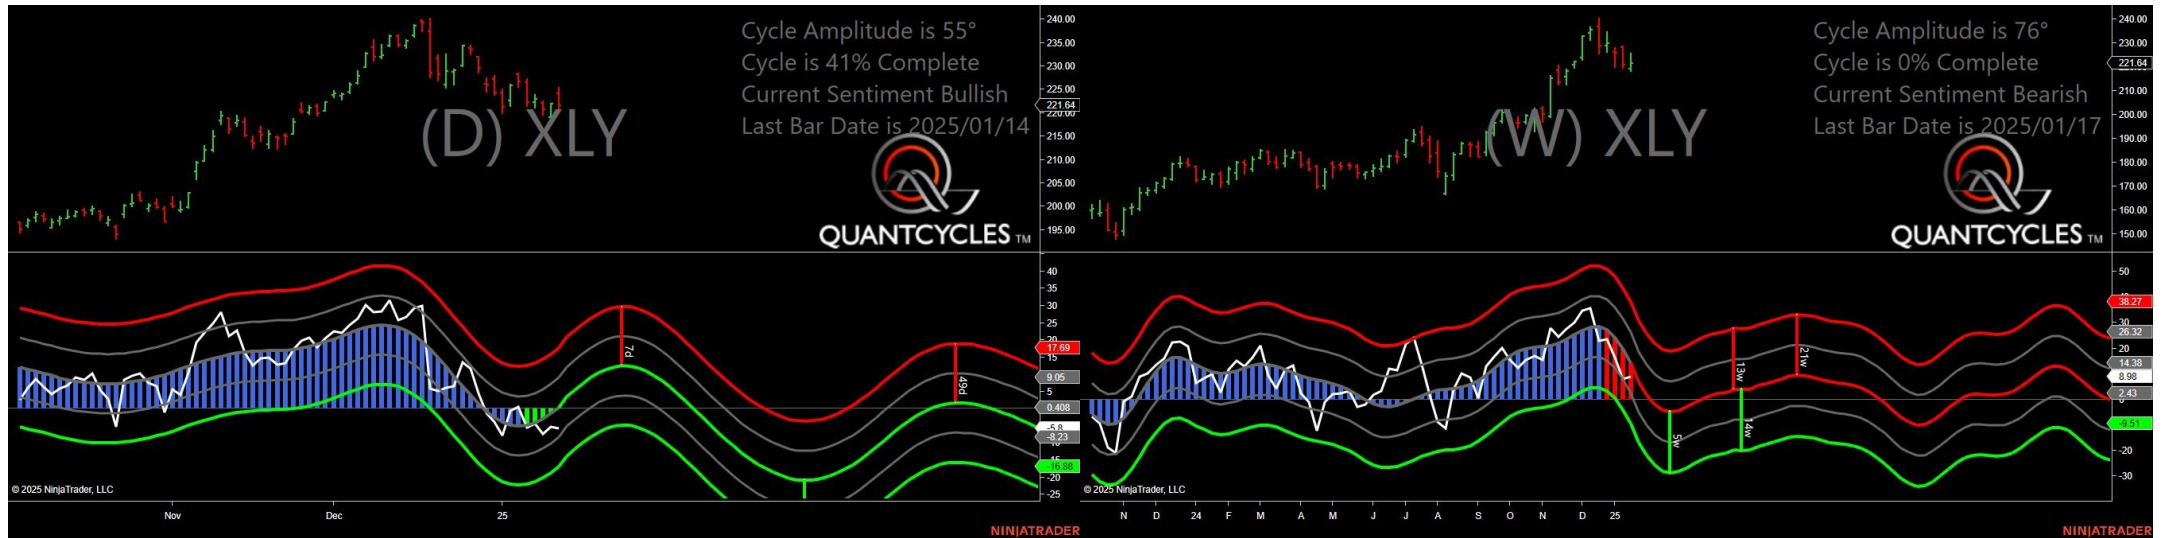 Cycle Amplitude is 55°
Cycle is 41% Complete
Current Sentiment Bullish
Last Bar Date is 2025/01/14
(D) XLY
QUANTCYCLES TM
240.00
235.00
230.00
225.00
221.64
220.00
215.00
210.00
205.00
200.00
195.00
40
35
30
25
20
17.69
15
9.05
5
0.408
-5.8
-8.23
-15
-16.88
-20
-25
7d
49d
© 2025 NinjaTrader, LLC
Nov
Dec
25
NINJATRADER
Cycle Amplitude is 76°
Cycle is 0% Complete
Current Sentiment Bearish
Last Bar Date is 2025/01/17
(W) XLY
QUANTCYCLES TM
240.00
230.00
221.64
210.00
200.00
190.00
180.00
170.00
160.00
150.00
50
38.27
30
26.32
20
14.38
8.98
2.43
-9.51
-20
-30
13w
21w
5w
14w
© 2025 NinjaTrader, LLC
N
D
24
F
M
A
M
J
J
A
S
O
N
D
25
NINJATRADER